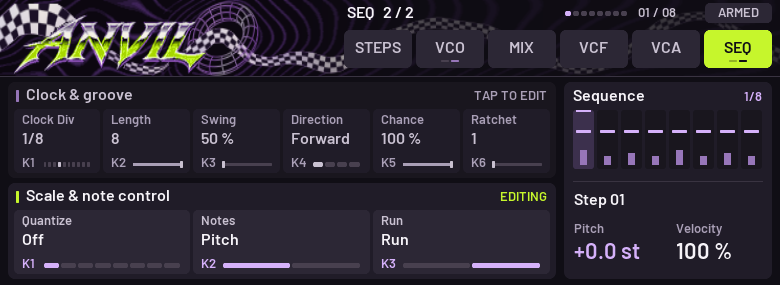 ANVIL
SEQ 2 / 2
01 / 08
ARMED
STEPS
VCO
MIX
VCF
VCA
SEQ
Clock & groove
TAP TO EDIT
Clock Div
1/8
K1
Length
8
K2
Swing
50 %
K3
Direction
Forward
K4
Chance
100 %
K5
Ratchet
1
K6
Scale & note control
EDITING
Quantize
Off
K1
Notes
Pitch
K2
Run
Run
K3
Sequence
1/8
Step 01
Pitch
Velocity
+0.0 st
100 %